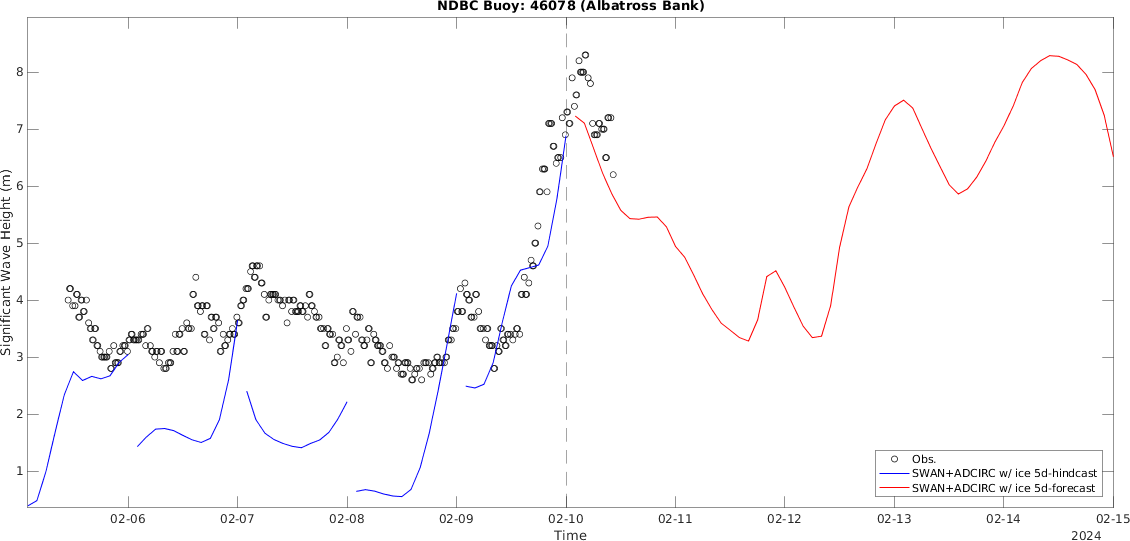 NDBC Buoy: 46078 (Albatross Bank)
Significant Wave Height (m)
8
7
6
5
4
3
2
1
Obs.
SWAN+ADCIRC w/ ice 5d-hindcast
SWAN+ADCIRC w/ ice 5d-forecast
02-06 02-07 02-08 02-09 02-10 02-11 02-12 02-13 02-14 02-15
Time
2024